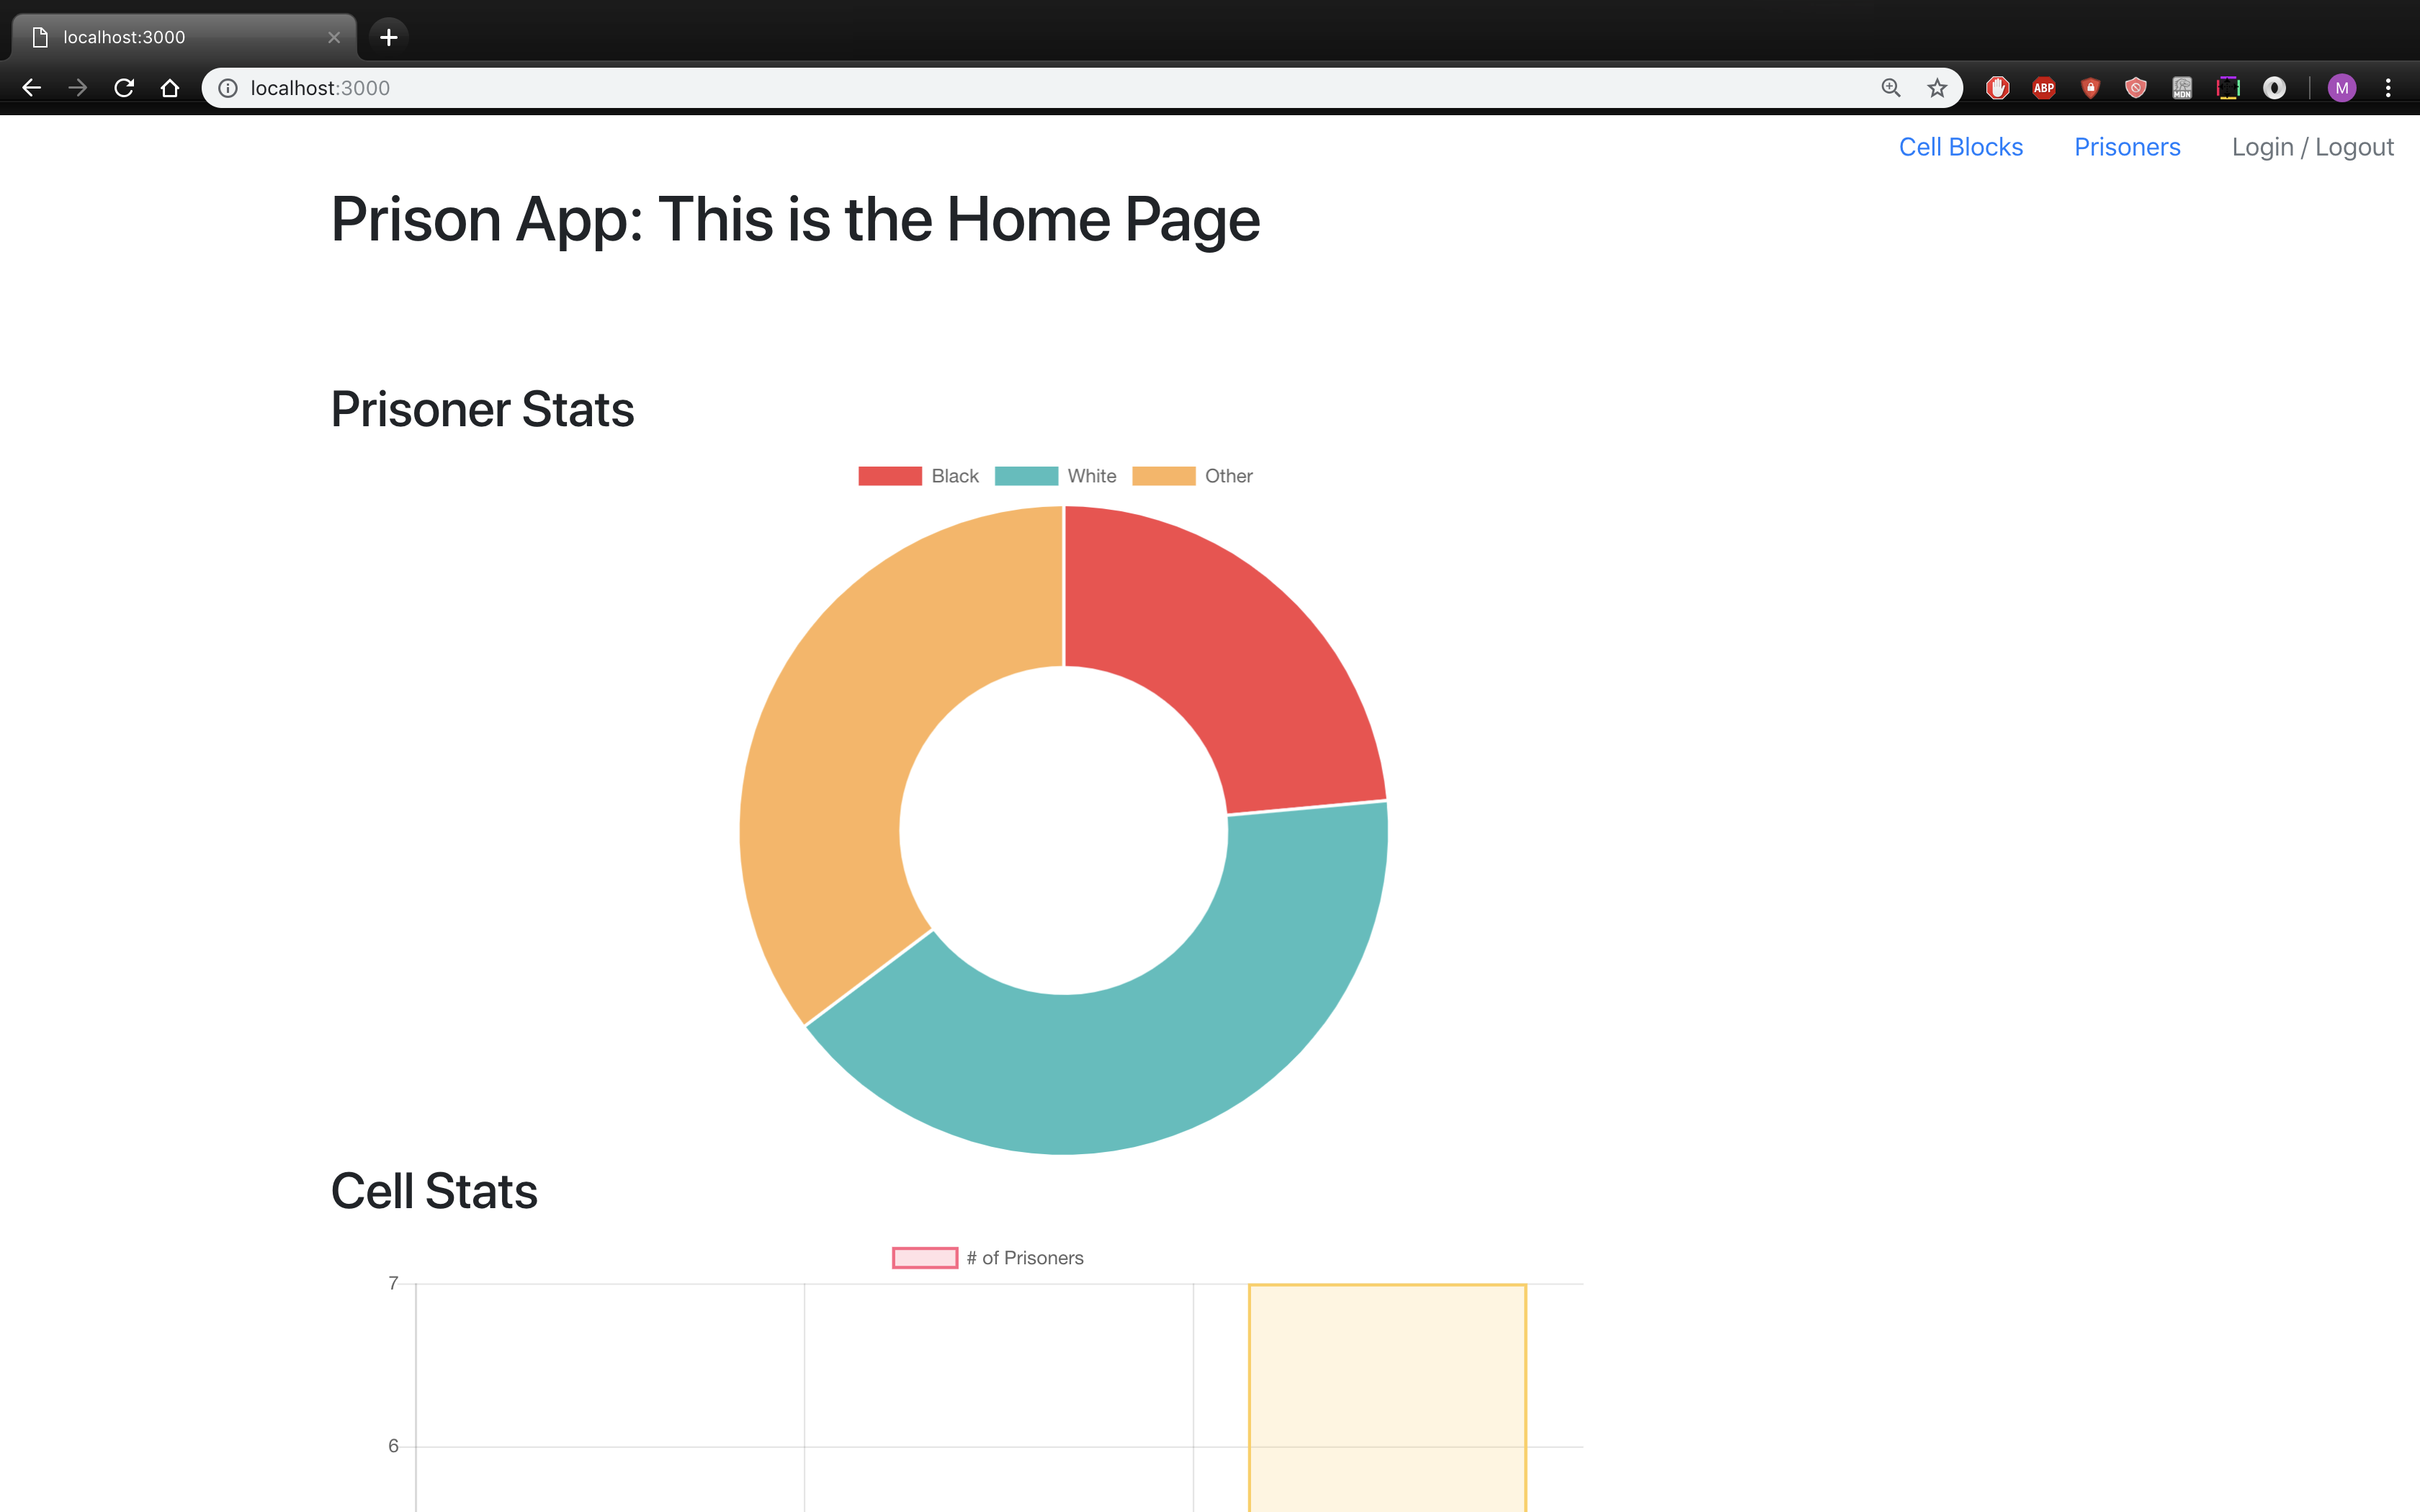 localhost:3000
localhost:3000
ABP
MDN
M
Cell Blocks Prisoners Login / Logout
Prison App: This is the Home Page
Prisoner Stats
Black White Other
Cell Stats
# of Prisoners
7
6